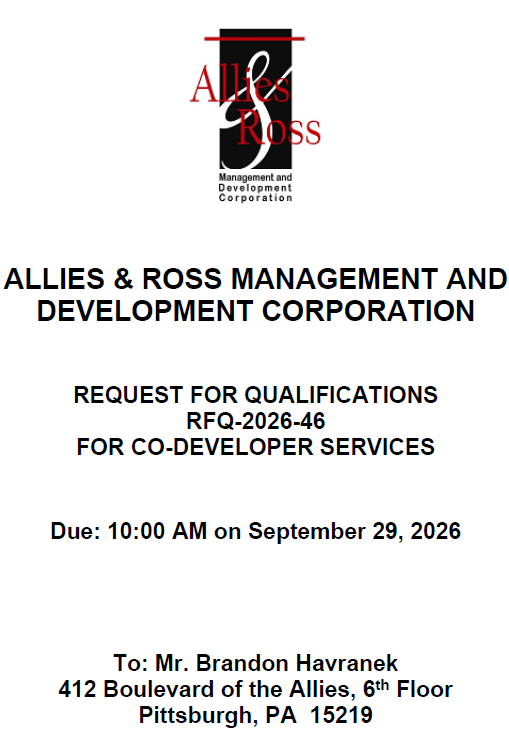 Allies
&
Ross
Management and
Development
Corporation
ALLIES & ROSS MANAGEMENT AND
DEVELOPMENT CORPORATION
REQUEST FOR QUALIFICATIONS
RFQ-2026-46
FOR CO-DEVELOPER SERVICES
Due: 10:00 AM on September 29, 2026
To: Mr. Brandon Havranek
412 Boulevard of the Allies, 6th Floor
Pittsburgh, PA 15219